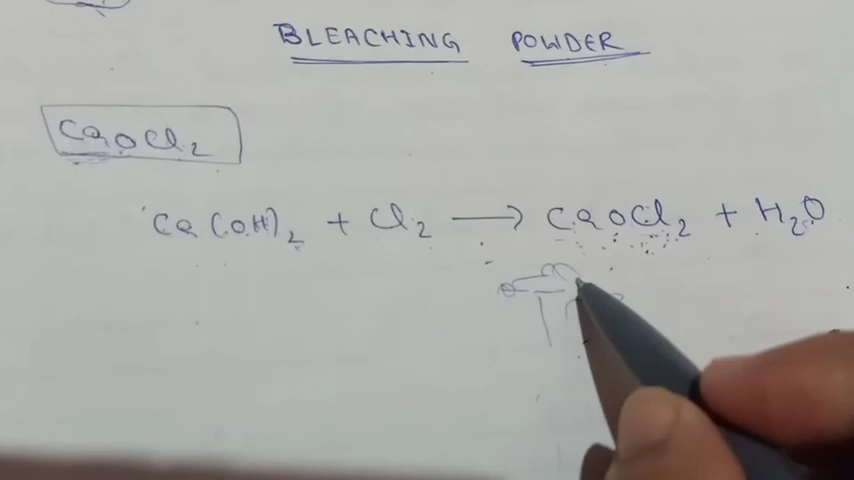 BLEACHING POWDER
CaOCl2
Ca(OH)2 + Cl2 → CaOCl2 + H2O